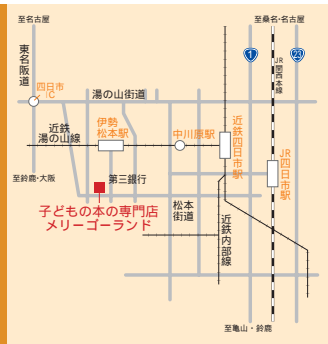 至名古屋
至桑名・名古屋
東名阪道
1
23
JR関西本線
四日市IC
湯の山街道
近鉄湯の山線
伊勢松本駅
中川原駅
近鉄四日市駅
JR四日市駅
至鈴鹿・大阪
第三銀行
子どもの本の専門店
メリーゴーランド
松本街道
近鉄内部線
至亀山・鈴鹿